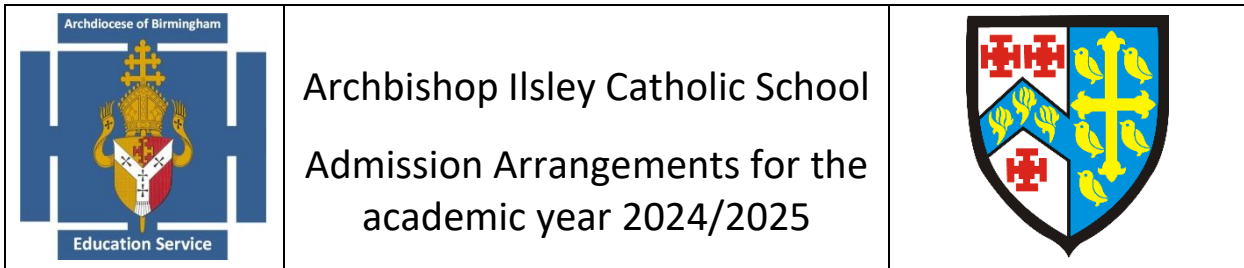 Archdiocese of Birmingham
Education Service
Archbishop Ilsley Catholic School
Admission Arrangements for the
academic year 2024/2025